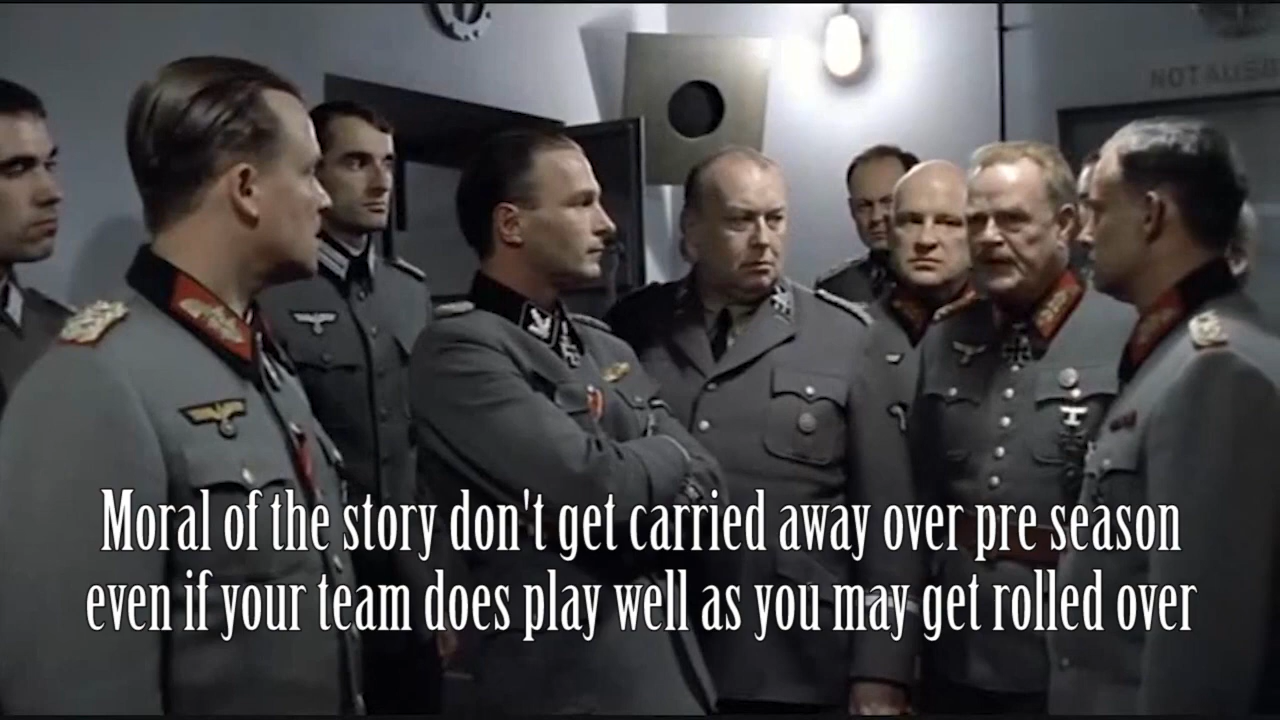 NOTAUSG
Moral of the story don't get carried away over pre season
even if your team does play well as you may get rolled over